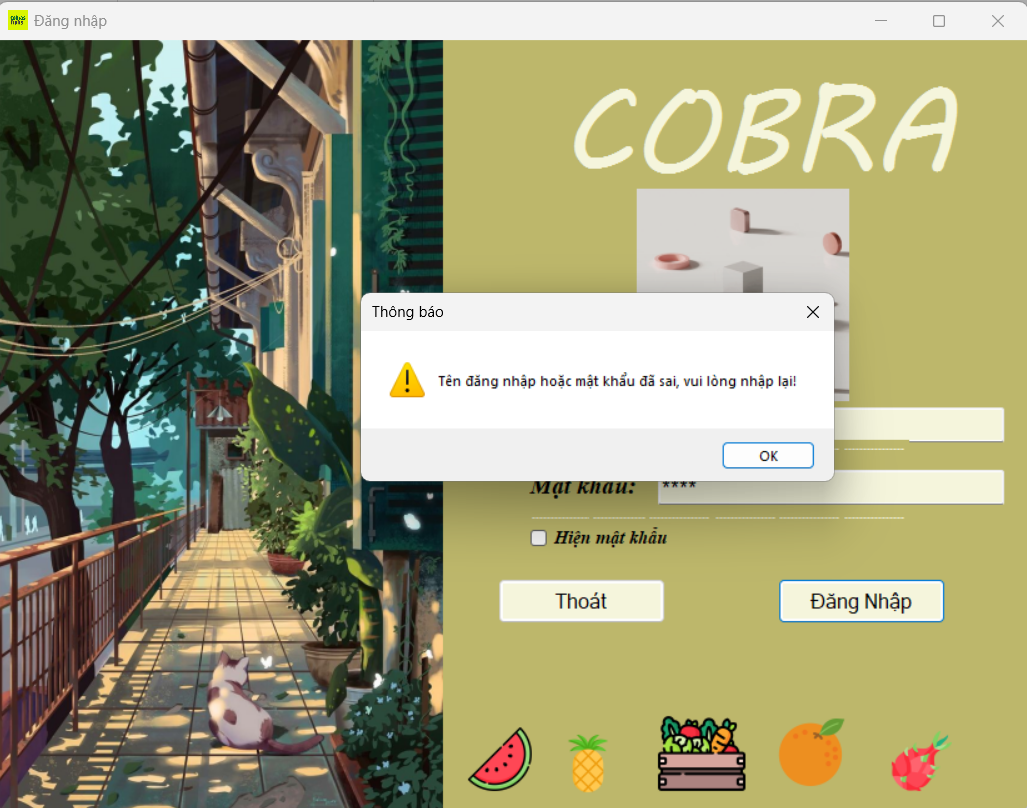 Đăng nhập
COBRA
Thông báo
Tên đăng nhập hoặc mật khẩu đã sai, vui lòng nhập lại!
OK
Mật khẩu: ****
Hiện mật khẩu
Thoát
Đăng Nhập